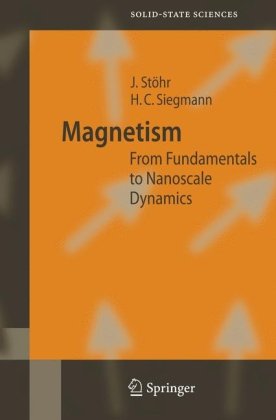 SOLID-STATE SCIENCES
J. Stöhr
H. C. Siegmann
Magnetism
From Fundamentals
to Nanoscale
Dynamics
Springer